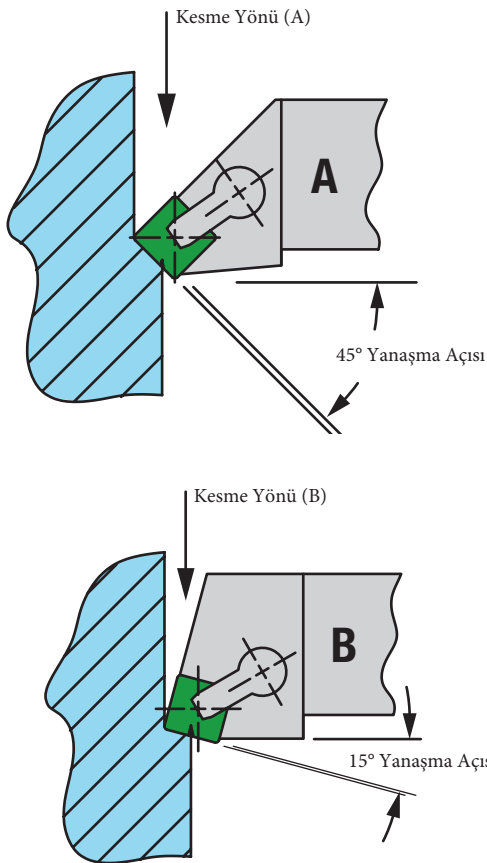 Kesme Yönü (A)
A
45° Yanaşma Açısı
Kesme Yönü (B)
B
15° Yanaşma Açıs